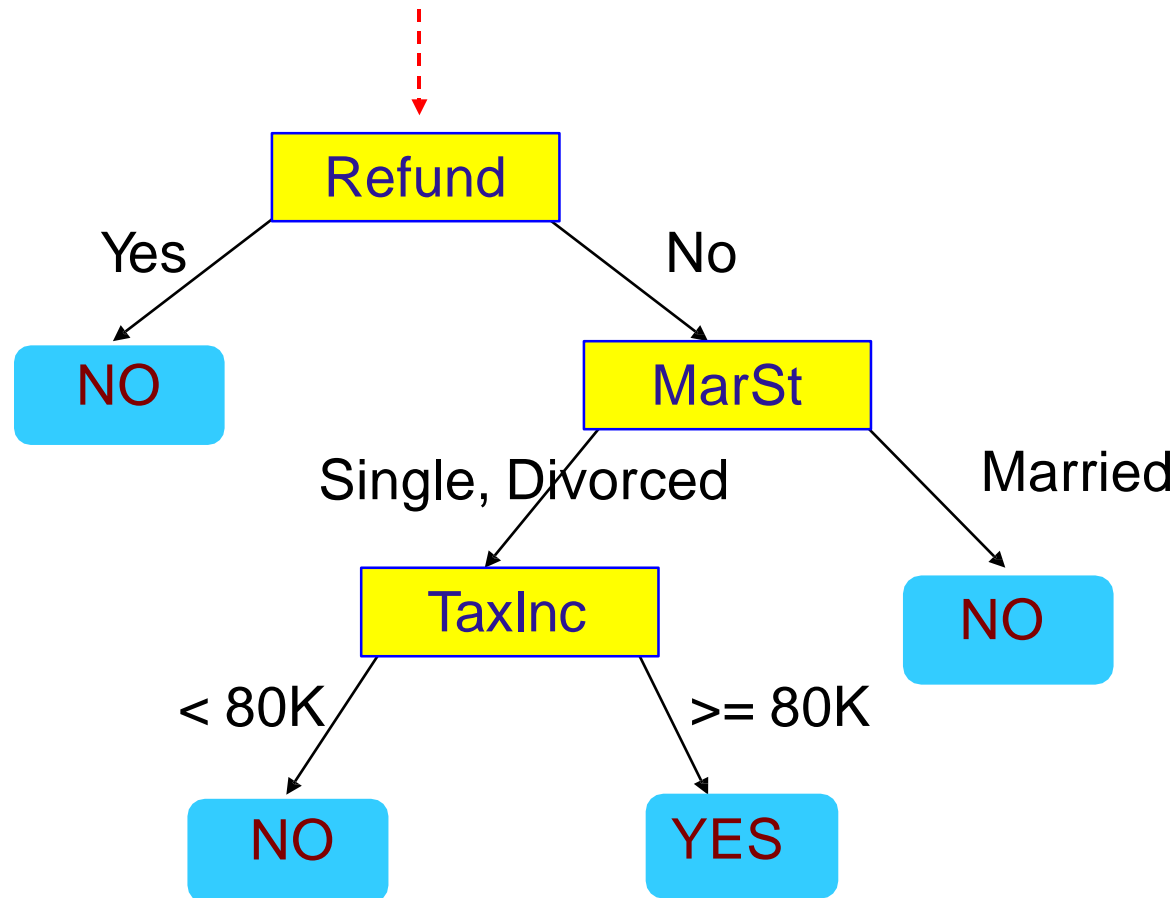 Refund
Yes
No
NO
MarSt
Single, Divorced
Married
TaxInc
NO
< 80K
>= 80K
NO
YES